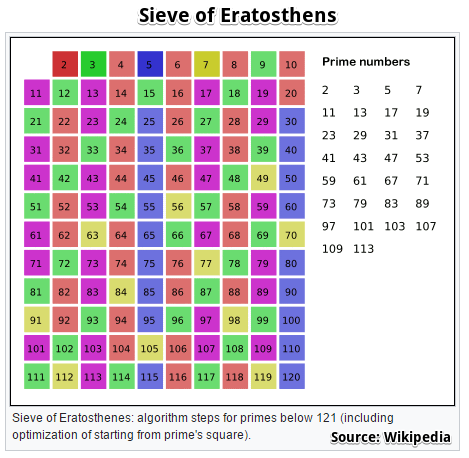 Sieve of Eratosthens
2 3 4 5 6 7 8 9 10
11 12 13 14 15 16 17 18 19 20
21 22 23 24 25 26 27 28 29 30
31 32 33 34 35 36 37 38 39 40
41 42 43 44 45 46 47 48 49 50
51 52 53 54 55 56 57 58 59 60
61 62 63 64 65 66 67 68 69 70
71 72 73 74 75 76 77 78 79 80
81 82 83 84 85 86 87 88 89 90
91 92 93 94 95 96 97 98 99 100
101 102 103 104 105 106 107 108 109 110
111 112 113 114 115 116 117 118 119 120
Prime numbers
2 3 5 7
11 13 17 19
23 29 31 37
41 43 47 53
59 61 67 71
73 79 83 89
97 101 103 107
109 113
Sieve of Eratosthenes: algorithm steps for primes below 121 (including
optimization of starting from prime's square).
Source: Wikipedia